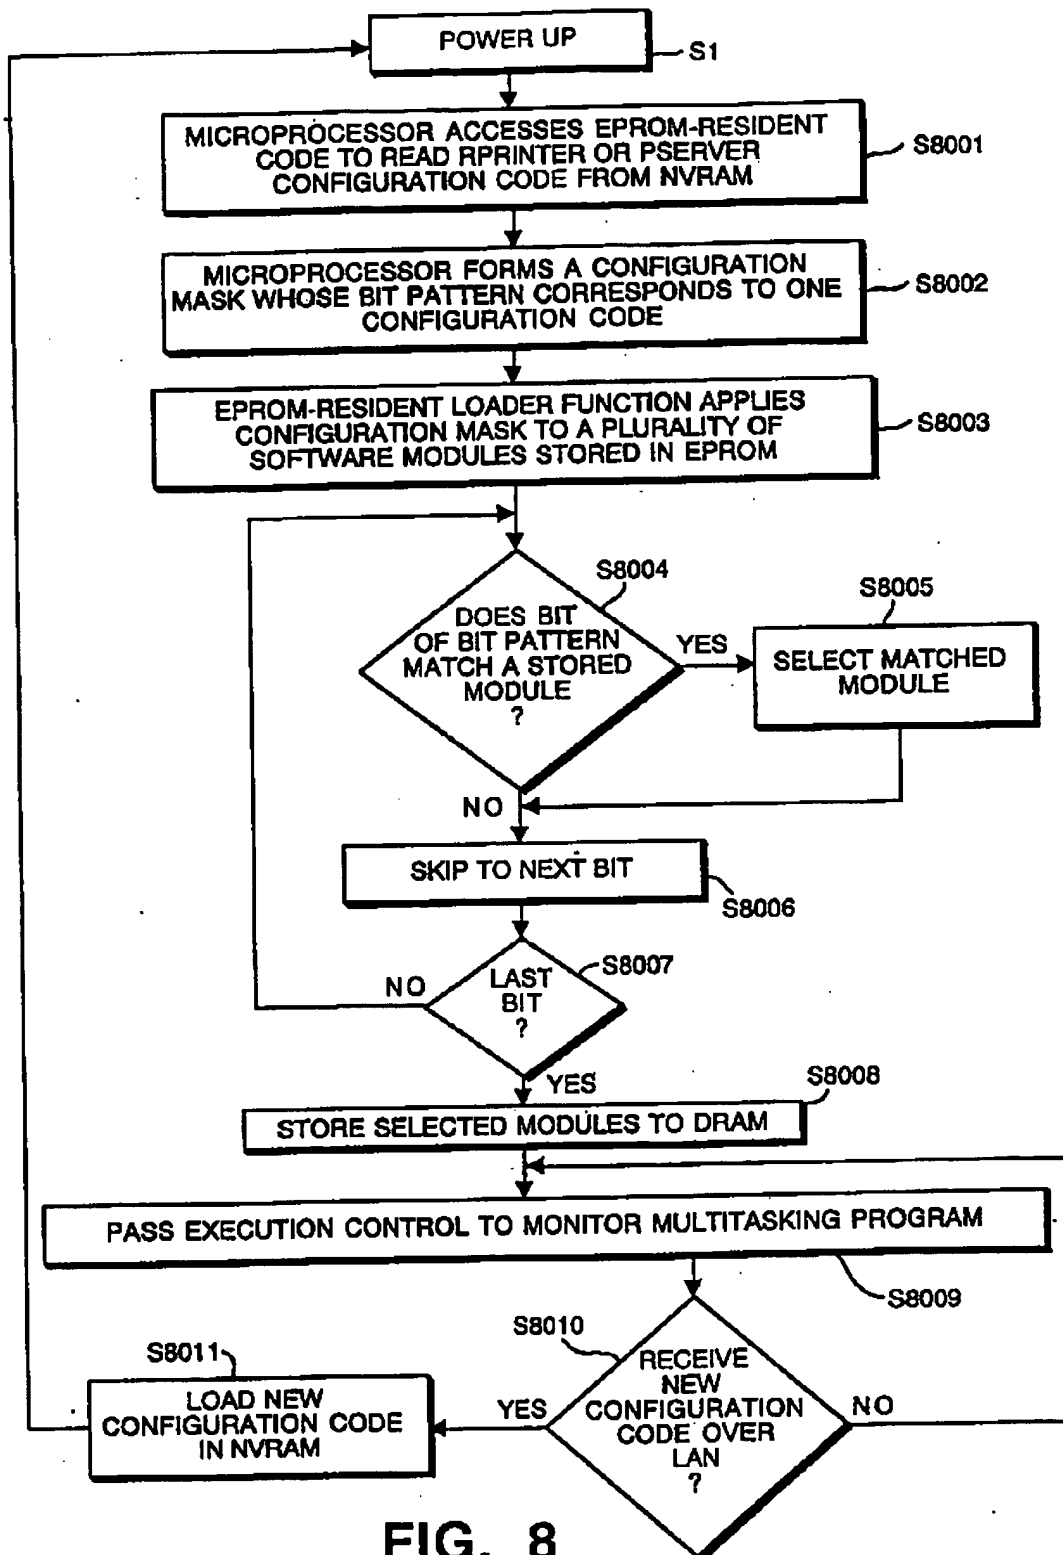 POWER UP
S1
MICROPROCESSOR ACCESSES EPROM-RESIDENT
CODE TO READ RPRINTER OR PSERVER
CONFIGURATION CODE FROM NVRAM
S8001
MICROPROCESSOR FORMS A CONFIGURATION
MASK WHOSE BIT PATTERN CORRESPONDS TO ONE
CONFIGURATION CODE
S8002
EPROM-RESIDENT LOADER FUNCTION APPLIES
CONFIGURATION MASK TO A PLURALITY OF
SOFTWARE MODULES STORED IN EPROM
S8003
S8004
DOES BIT
OF BIT PATTERN
MATCH A STORED
MODULE
?
YES
S8005
SELECT MATCHED
MODULE
NO
SKIP TO NEXT BIT
S8006
S8007
LAST
BIT
?
NO
YES
S8008
STORE SELECTED MODULES TO DRAM
PASS EXECUTION CONTROL TO MONITOR MULTITASKING PROGRAM
S8009
S8010
RECEIVE
NEW
CONFIGURATION
CODE OVER
LAN
?
YES
NO
S8011
LOAD NEW
CONFIGURATION CODE
IN NVRAM
FIG. 8